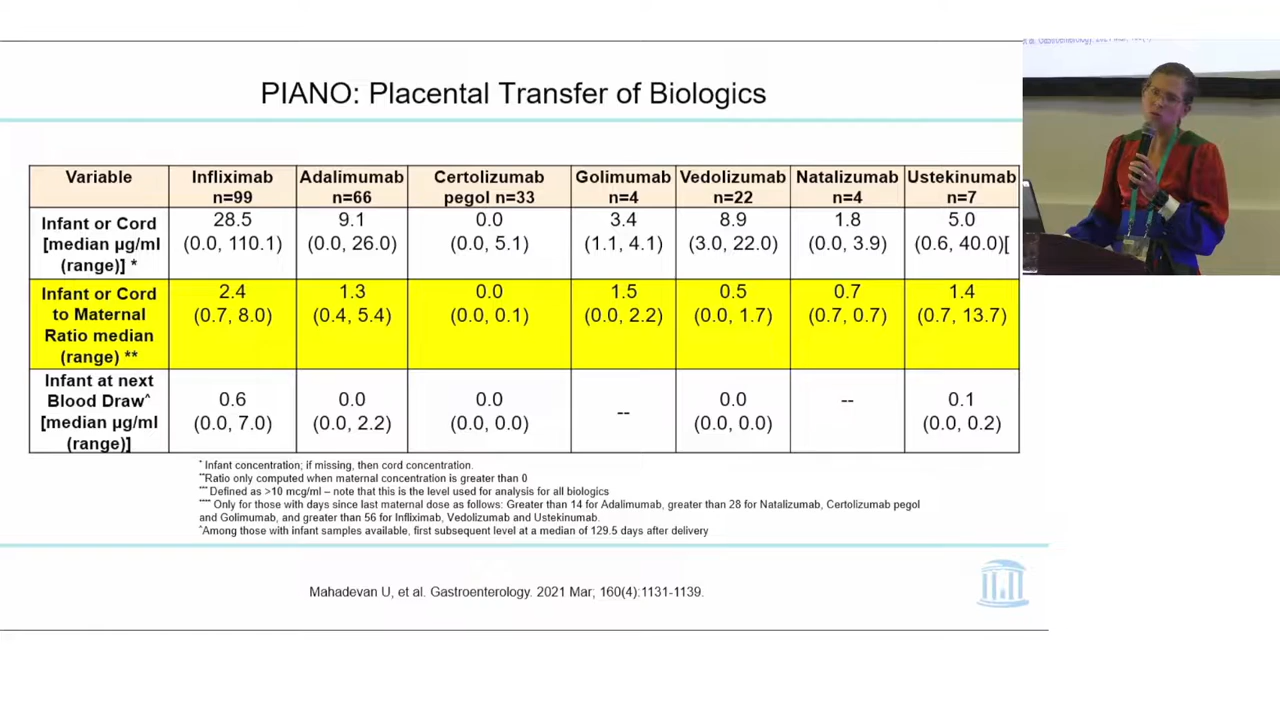 PIANO: Placental Transfer of Biologics
Variable
Infliximab
n=99
Adalimumab
n=66
Certolizumab
pegol n=33
Golimumab
n=4
Vedolizumab
n=22
Natalizumab
n=4
Ustekinumab
n=7
Infant or Cord
[median µg/ml
(range)] *
28.5
(0.0, 110.1)
9.1
(0.0, 26.0)
0.0
(0.0, 5.1)
3.4
(1.1, 4.1)
8.9
(3.0, 22.0)
1.8
(0.0, 3.9)
5.0
(0.6, 40.0)[
Infant or Cord
to Maternal
Ratio median
(range) **
2.4
(0.7, 8.0)
1.3
(0.4, 5.4)
0.0
(0.0, 0.1)
1.5
(0.0, 2.2)
0.5
(0.0, 1.7)
0.7
(0.7, 0.7)
1.4
(0.7, 13.7)
Infant at next
Blood Draw^
[median µg/ml
(range)]
0.6
(0.0, 7.0)
0.0
(0.0, 2.2)
0.0
(0.0, 0.0)
--
0.0
(0.0, 0.0)
--
0.1
(0.0, 0.2)
* Infant concentration; if missing, then cord concentration.
**Ratio only computed when maternal concentration is greater than 0
*** Defined as >10 mcg/ml – note that this is the level used for analysis for all biologics
**** Only for those with days since last maternal dose as follows: Greater than 14 for Adalimumab, greater than 28 for Natalizumab, Certolizumab pegol
and Golimumab, and greater than 56 for Infliximab, Vedolizumab and Ustekinumab.
^Among those with infant samples available, first subsequent level at a median of 129.5 days after delivery
Mahadevan U, et al. Gastroenterology. 2021 Mar; 160(4):1131-1139.